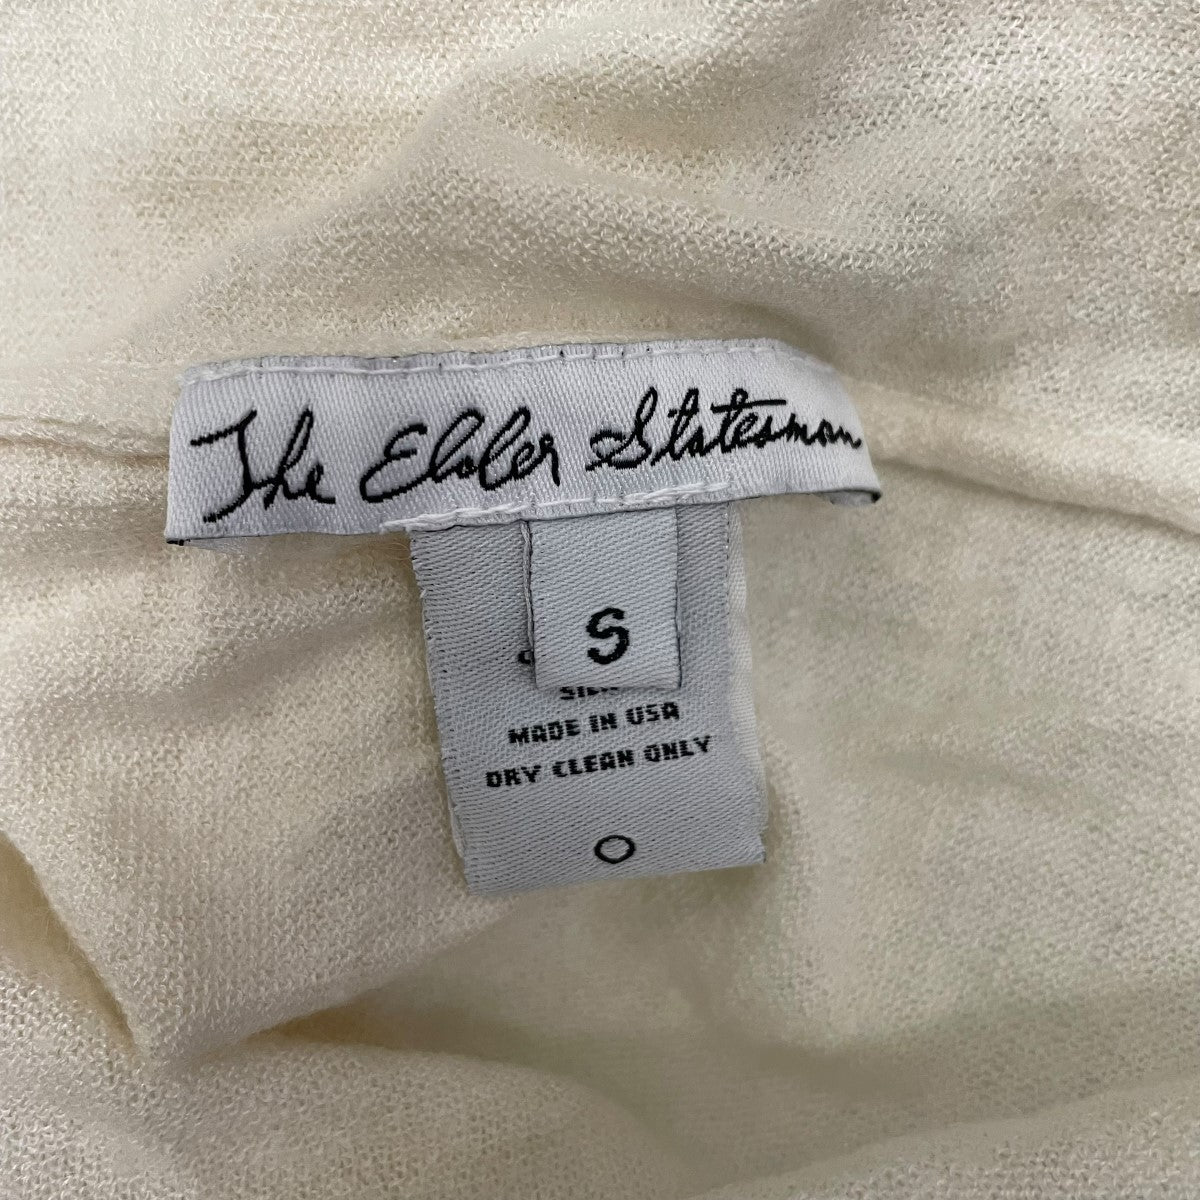 The Elder Statesman
S
MADE IN USA
DRY CLEAN ONLY